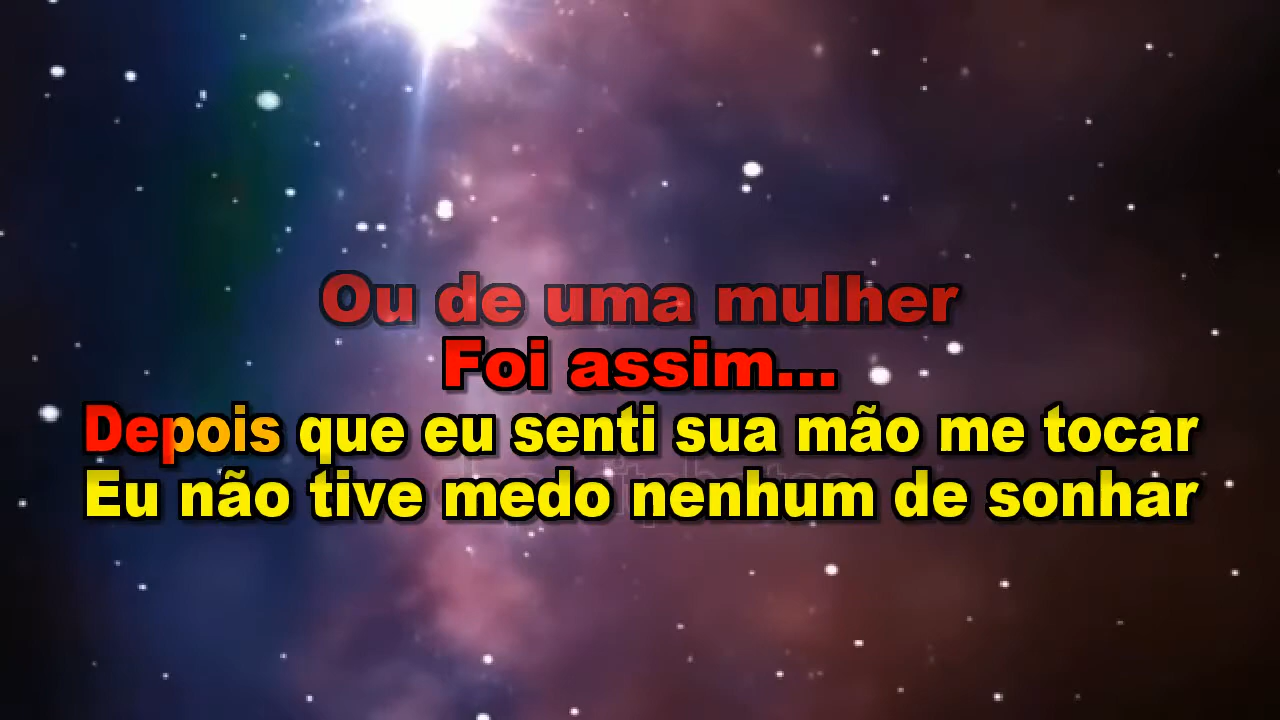 Ou de uma mulher
Foi assim...
Depois que eu senti sua mão me tocar
Eu não tive medo nenhum de sonhar